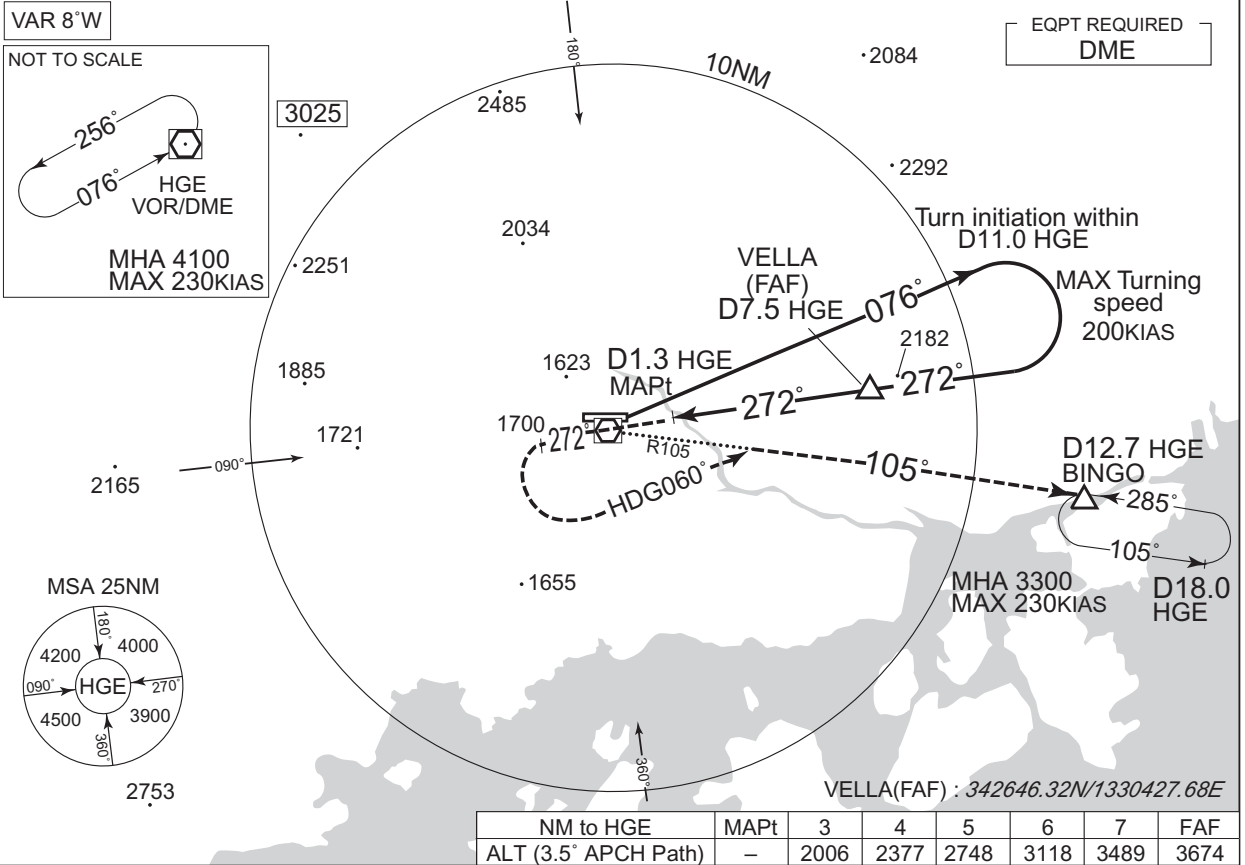 VAR 8°W
NOT TO SCALE
256°
076°
HGE
VOR/DME
MHA 4100
MAX 230KIAS
3025
180°
10NM
2485
2084
EQPT REQUIRED
DME
2292
2034
2251
Turn initiation within
D11.0 HGE
VELLA
(FAF)
D7.5 HGE
076°
MAX Turning
speed
200KIAS
2182
1623
D1.3 HGE
MAPt
1885
272°
272°
1700
272°
1721
R105
105°
HDG060°
D12.7 HGE
BINGO
285°
105°
D18.0
HGE
MHA 3300
MAX 230KIAS
090°
2165
1655
MSA 25NM
180°
4200
4000
090°
HGE
270°
4500
3900
360°
360°
2753
VELLA(FAF) : 342646.32N/1330427.68E
NM to HGE MAPt 3 4 5 6 7 FAF
ALT (3.5° APCH Path) – 2006 2377 2748 3118 3489 3674